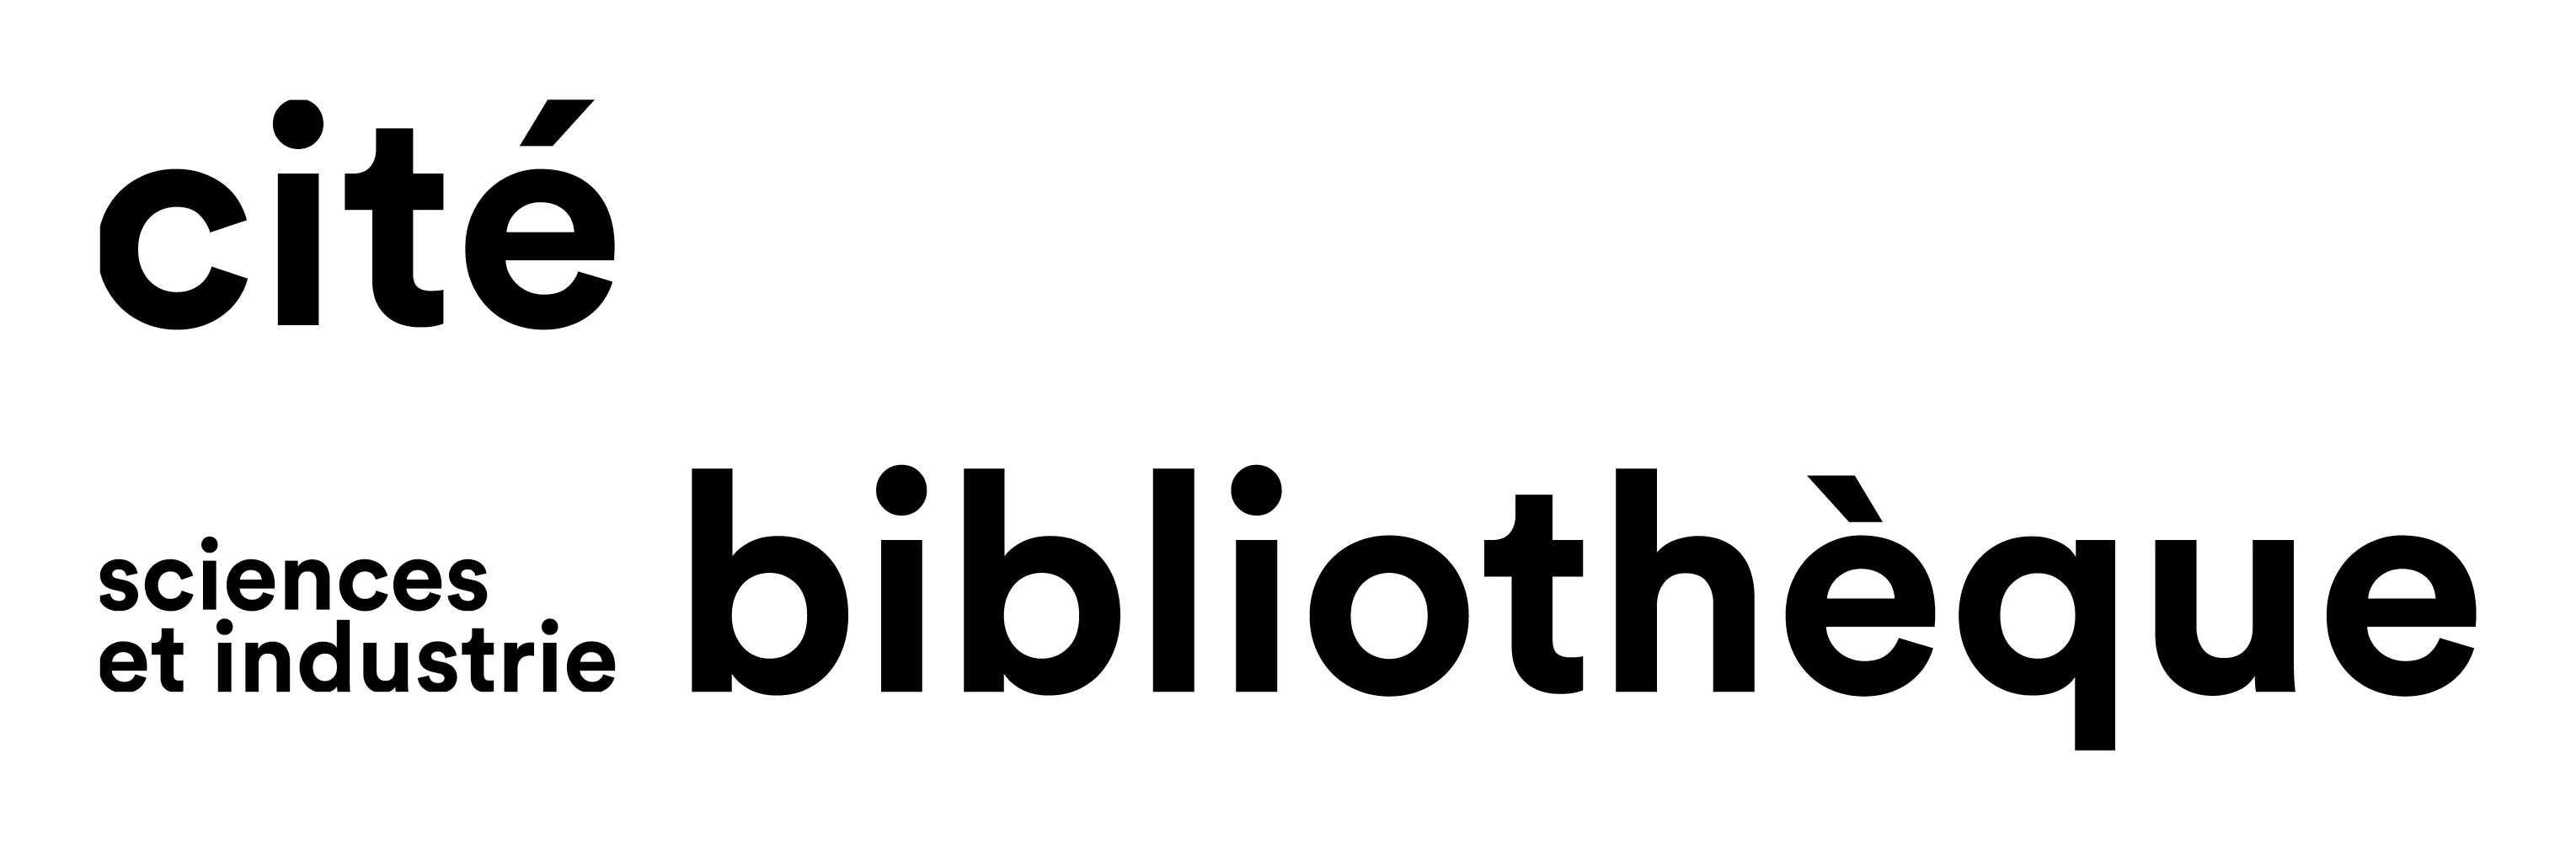 cité
sciences
et industrie
bibliothèque